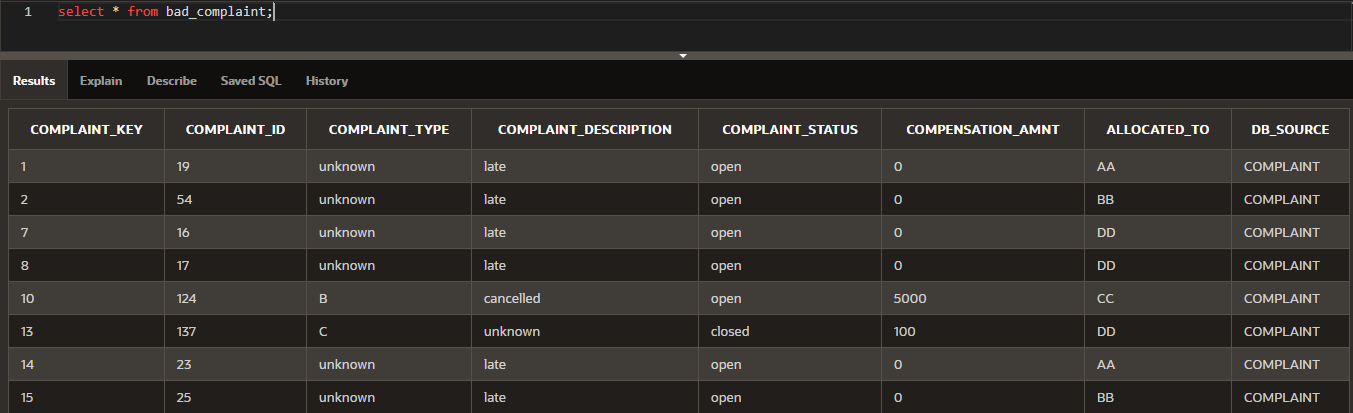 1 select * from bad_complaint;
Results Explain Describe Saved SQL History
COMPLAINT_KEY COMPLAINT_ID COMPLAINT_TYPE COMPLAINT_DESCRIPTION COMPLAINT_STATUS COMPENSATION_AMNT ALLOCATED_TO DB_SOURCE
1 19 unknown late open 0 AA COMPLAINT
2 54 unknown late open 0 BB COMPLAINT
7 16 unknown late open 0 DD COMPLAINT
8 17 unknown late open 0 DD COMPLAINT
10 124 B cancelled open 5000 CC COMPLAINT
13 137 C unknown closed 100 DD COMPLAINT
14 23 unknown late open 0 AA COMPLAINT
15 25 unknown late open 0 BB COMPLAINT